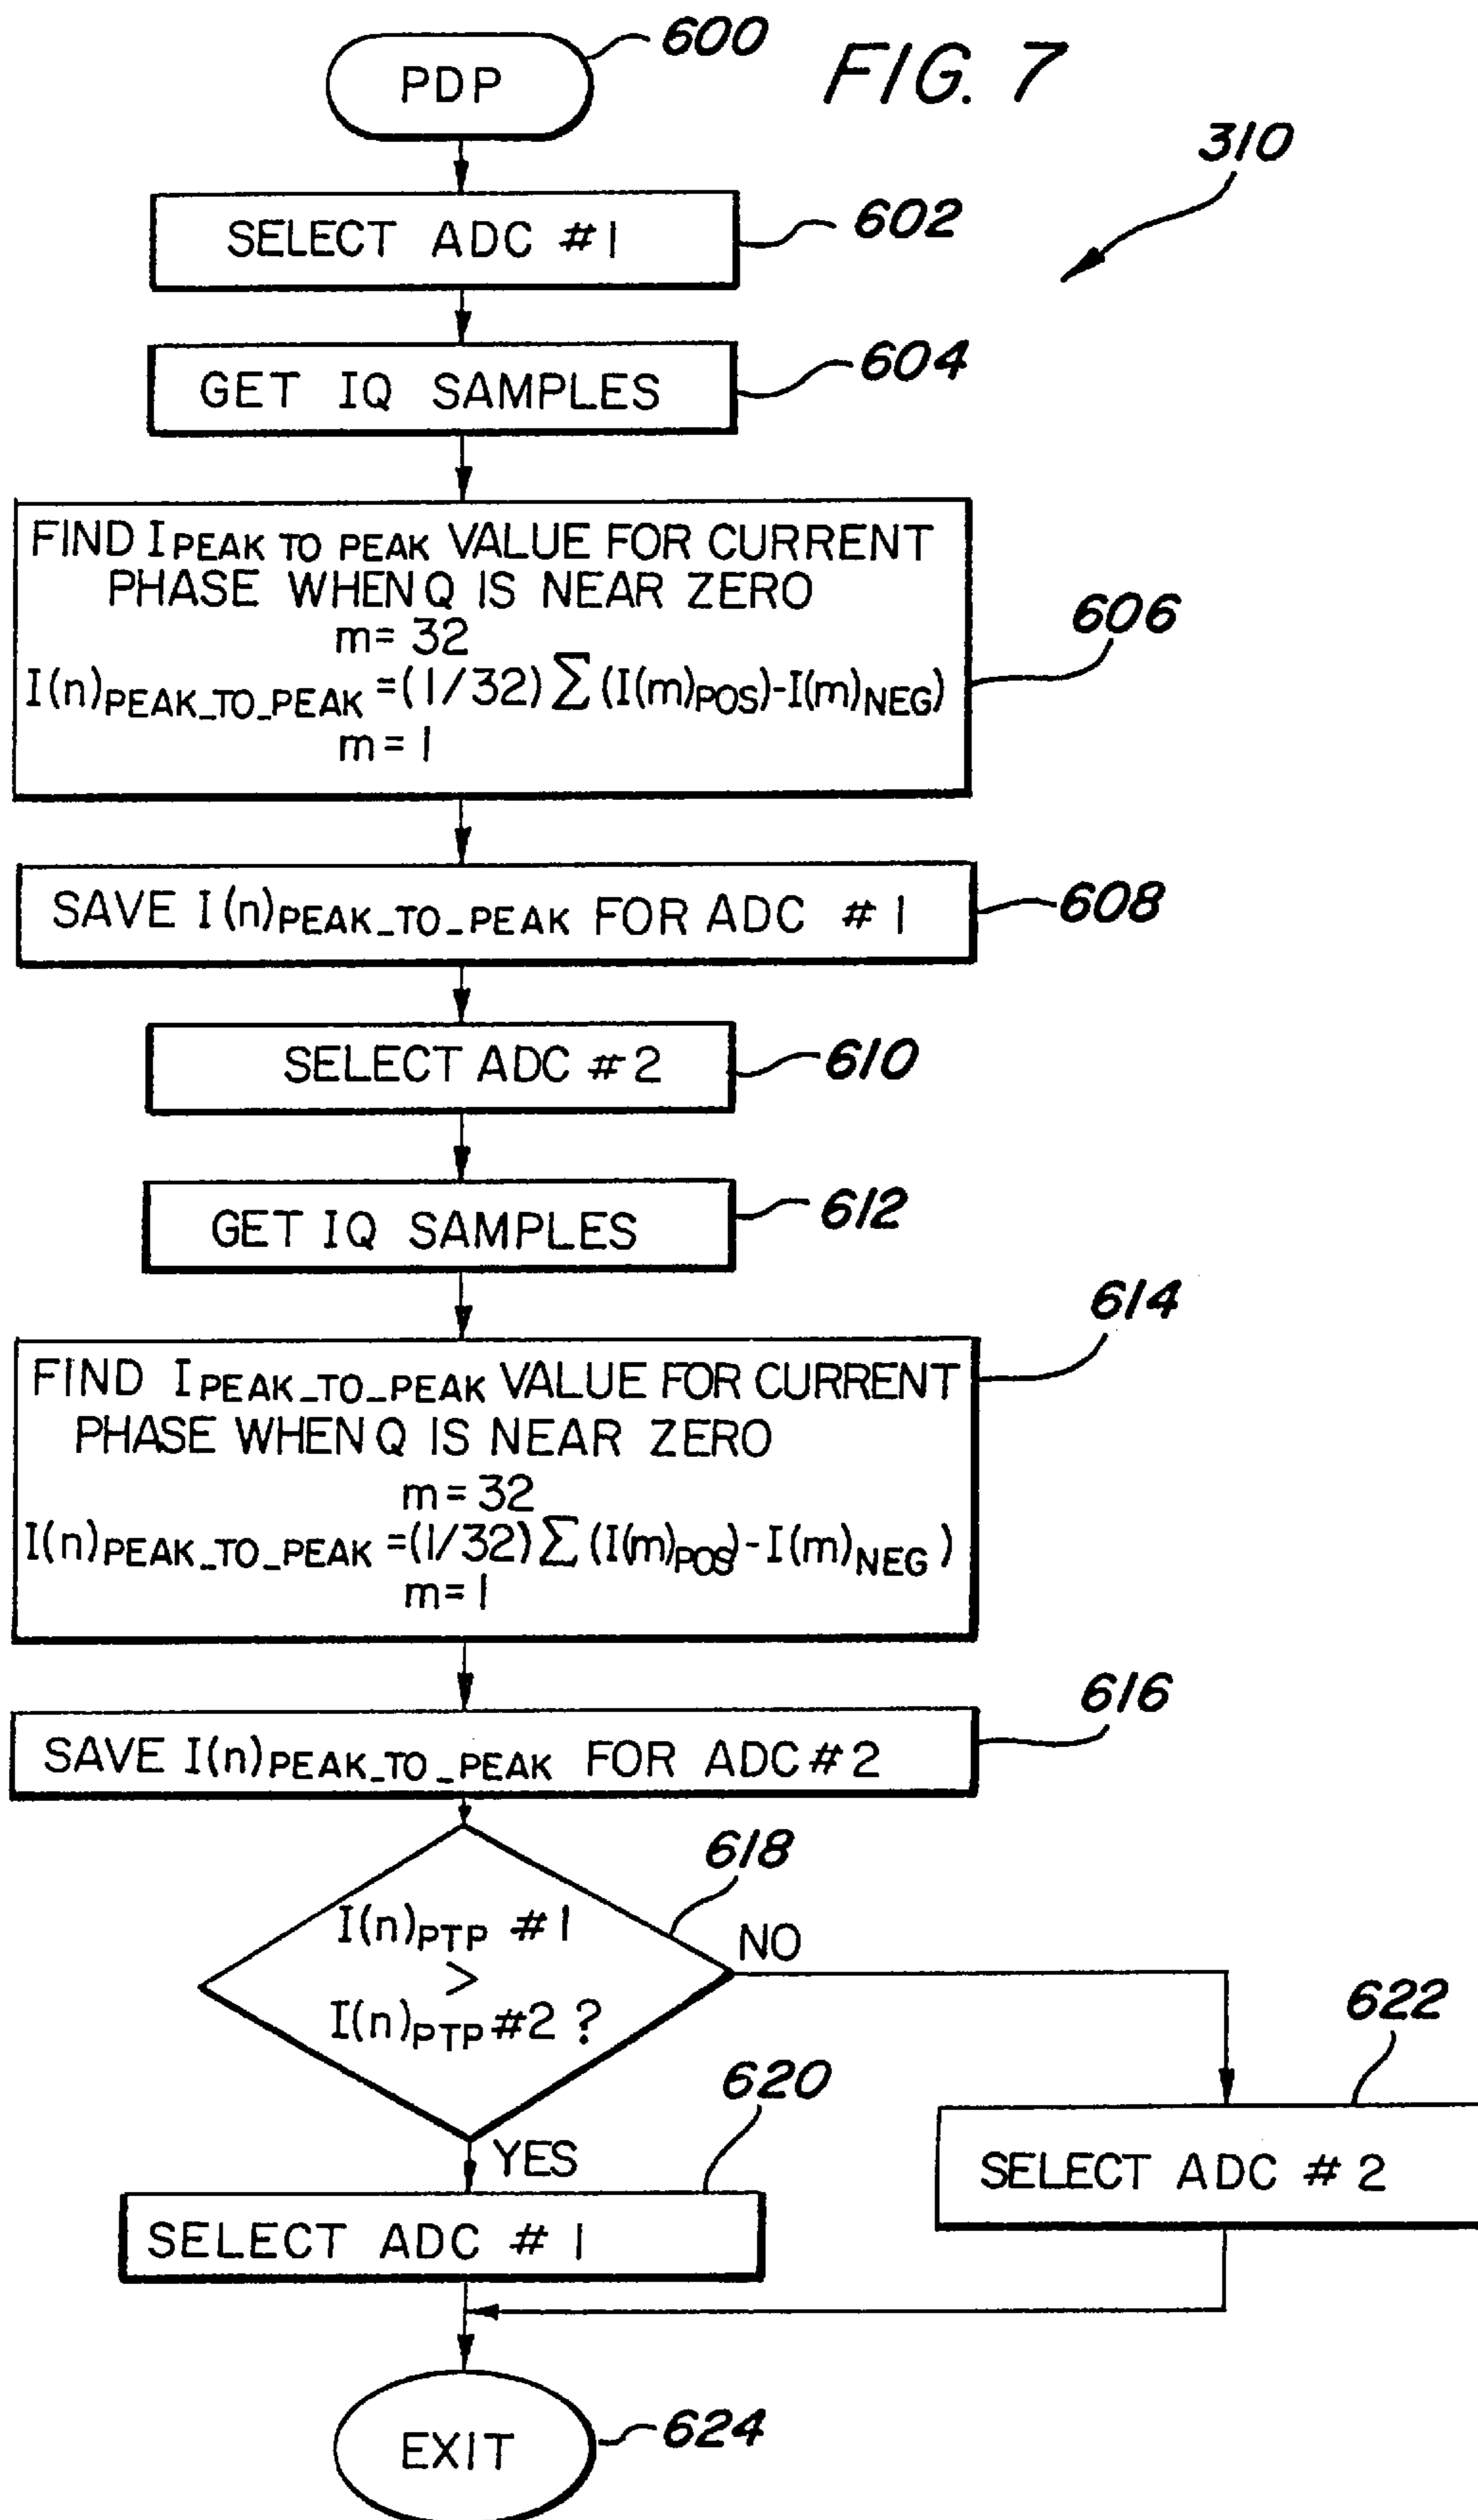 PDP
600
FIG. 7
310
SELECT ADC #1
602
GET IQ SAMPLES
604
FIND I PEAK TO PEAK VALUE FOR CURRENT
PHASE WHEN Q IS NEAR ZERO
m= 32
I(n)PEAK_TO_PEAK =(1/32) Σ (I(m)POS)-I(m)NEG)
m = 1
606
SAVE I(n)PEAK_TO_PEAK FOR ADC #1
608
SELECT ADC #2
610
GET IQ SAMPLES
612
FIND I PEAK_TO_PEAK VALUE FOR CURRENT
PHASE WHEN Q IS NEAR ZERO
m = 32
I(n)PEAK_TO_PEAK =(1/32) Σ (I(m)POS)-I(m)NEG )
m = 1
614
SAVE I(n)PEAK_TO_PEAK FOR ADC #2
616
I(n)PTP #1
>
I(n)PTP #2 ?
618
NO
YES
SELECT ADC # 1
620
SELECT ADC # 2
622
EXIT
624